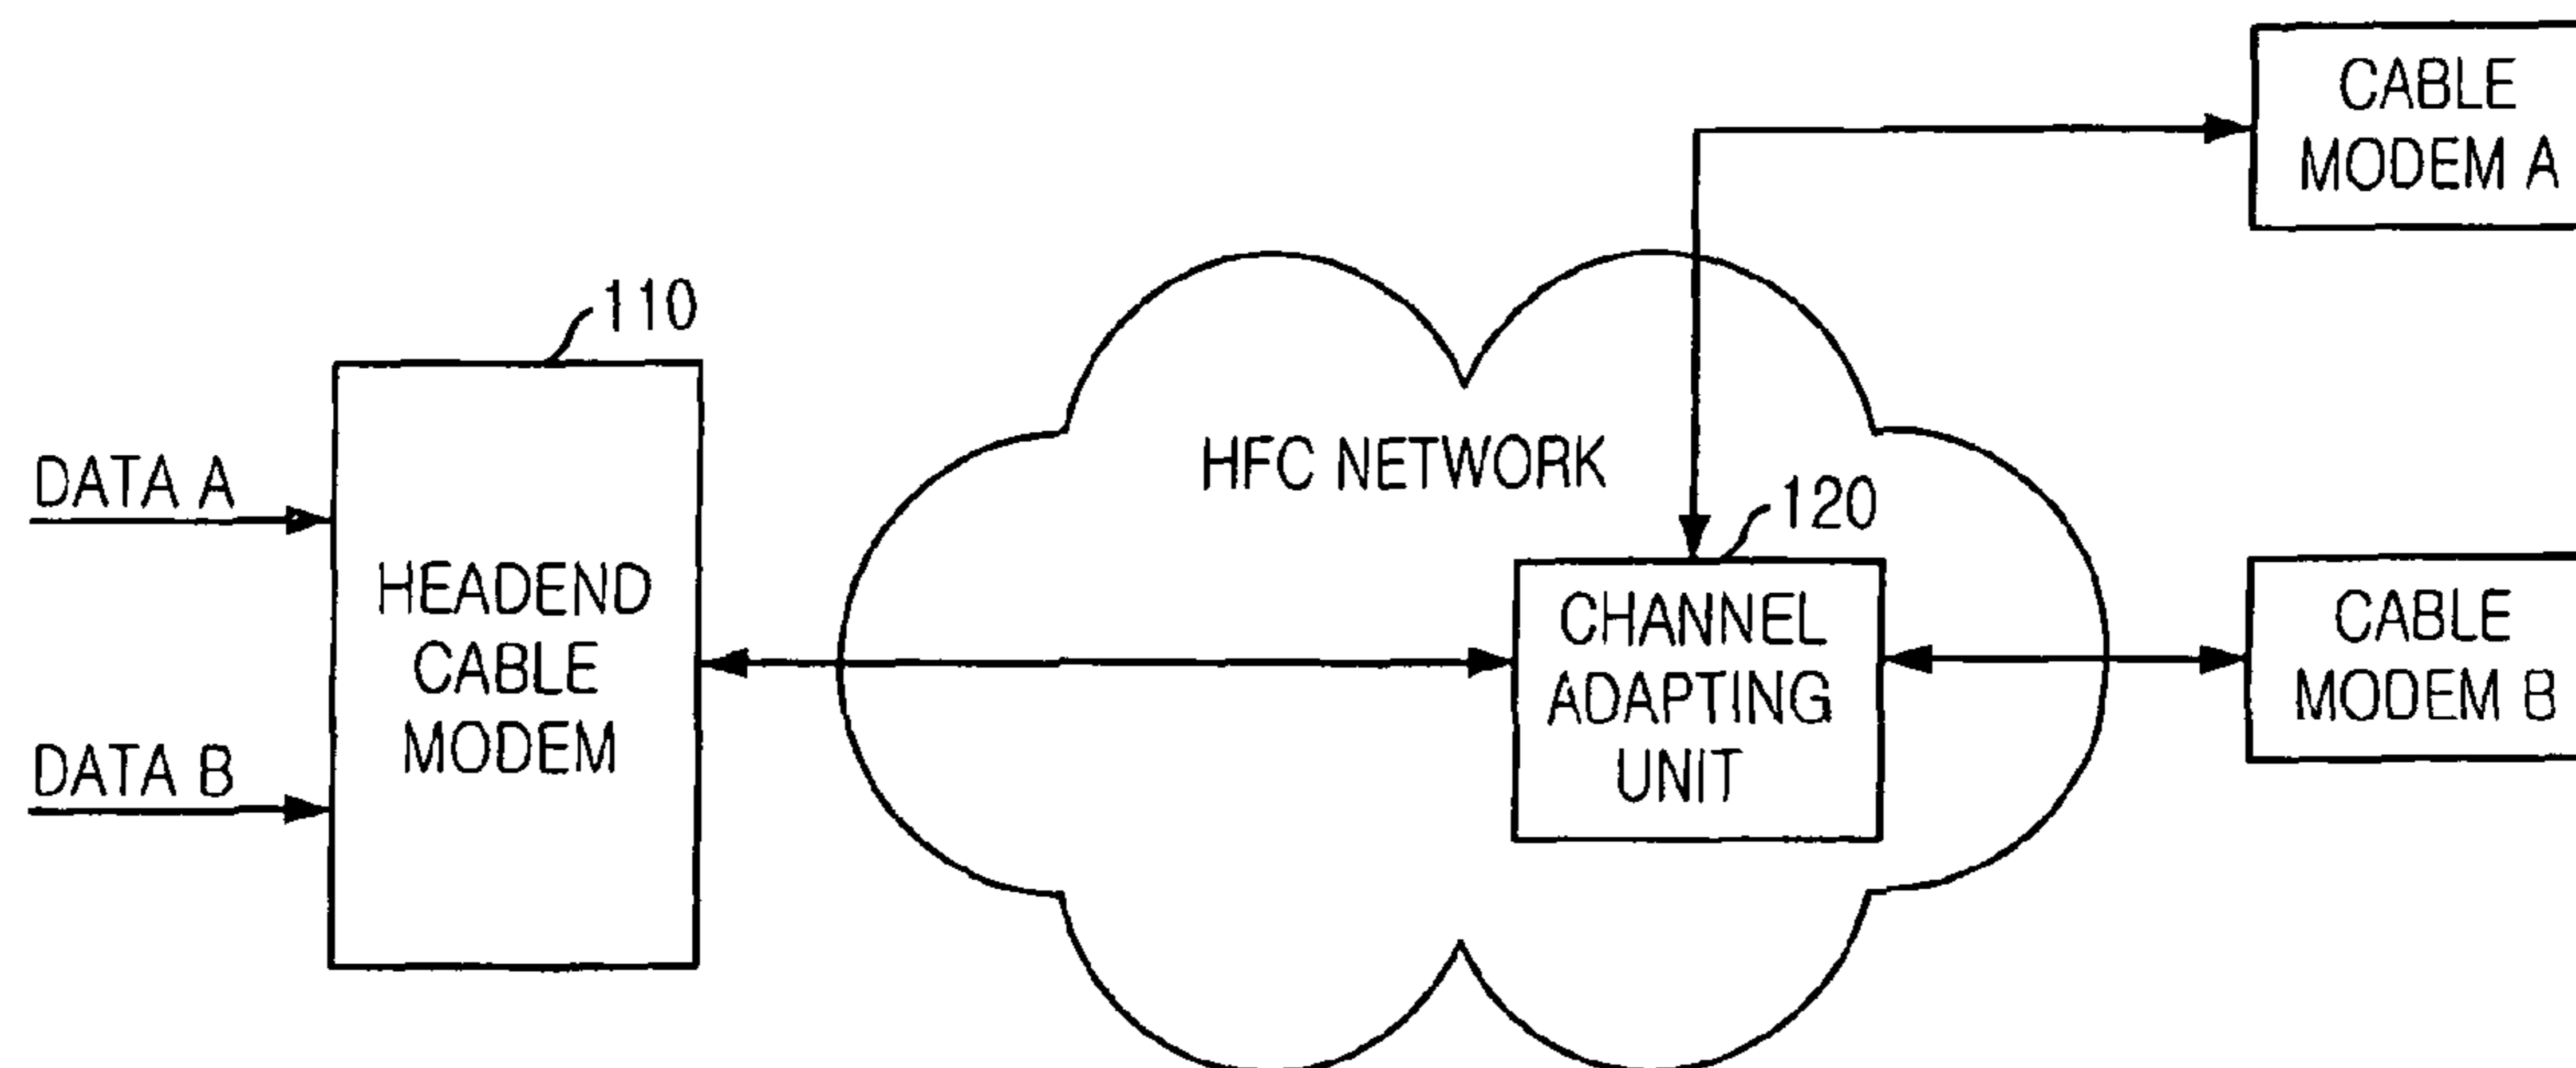 CABLE
MODEM A
110
HFC NETWORK
DATA A
120
HEADEND
CABLE
MODEM
CHANNEL
ADAPTING
UNIT
CABLE
MODEM B
DATA B